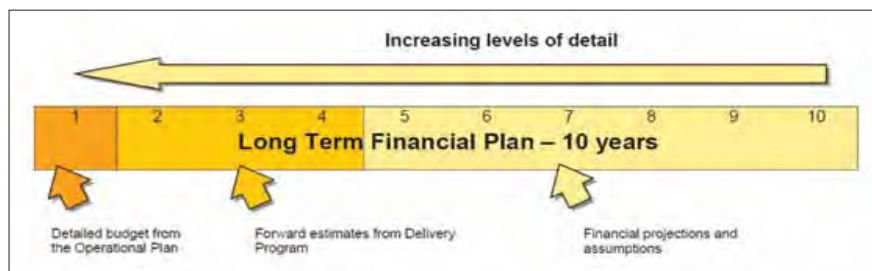 Increasing levels of detail
1 2 3 4 5 6 7 8 9 10
Long Term Financial Plan – 10 years
Detailed budget from
the Operational Plan
Forward estimates from Delivery
Program
Financial projections and
assumptions